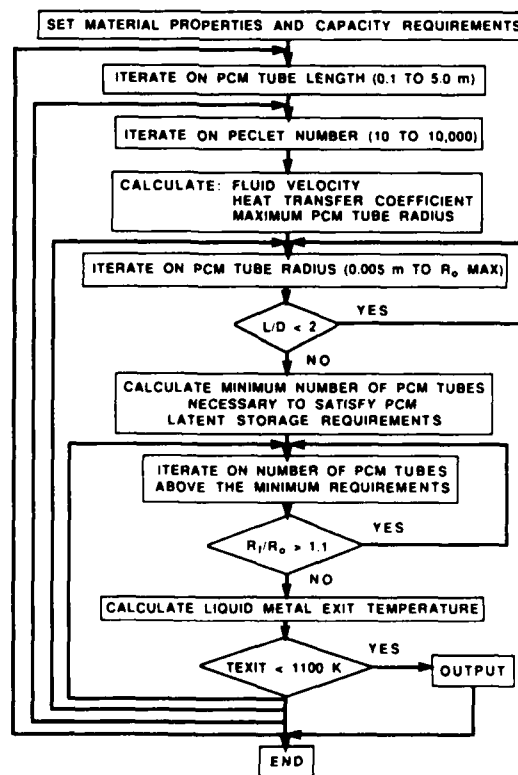 SET MATERIAL PROPERTIES AND CAPACITY REQUIREMENTS
ITERATE ON PCM TUBE LENGTH (0.1 TO 5.0 m)
ITERATE ON PECLET NUMBER (10 TO 10,000)
CALCULATE: FLUID VELOCITY
HEAT TRANSFER COEFFICIENT
MAXIMUM PCM TUBE RADIUS
ITERATE ON PCM TUBE RADIUS (0.005 m TO Ro MAX)
YES
L/D < 2
NO
CALCULATE MINIMUM NUMBER OF PCM TUBES
NECESSARY TO SATISFY PCM
LATENT STORAGE REQUIREMENTS
ITERATE ON NUMBER OF PCM TUBES
ABOVE THE MINIMUM REQUIREMENTS
YES
Rf/Ro > 1.1
NO
CALCULATE LIQUID METAL EXIT TEMPERATURE
YES
TEXIT < 1100 K
OUTPUT
END